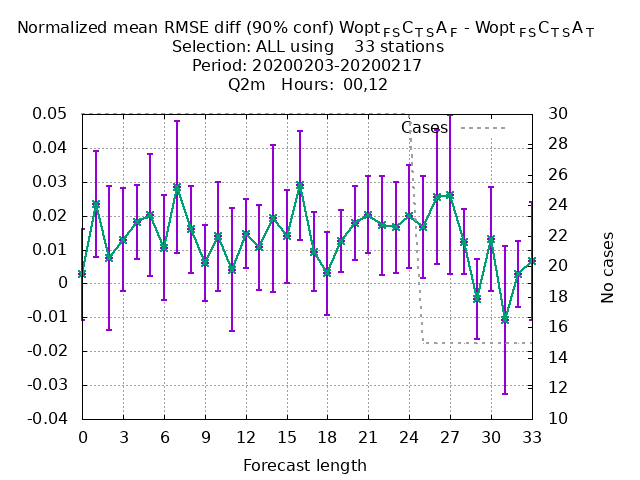 Normalized mean RMSE diff (90% conf) Wopt FS C T S A F - Wopt FS C T S A T
Selection: ALL using 33 stations
Period: 20200203-20200217
Q2m Hours: 00,12
Cases
0.05
0.04
0.03
0.02
0.01
0
-0.01
-0.02
-0.03
-0.04
30
28
26
24
22
20
18
16
14
12
10
No cases
0 3 6 9 12 15 18 21 24 27 30 33
Forecast length